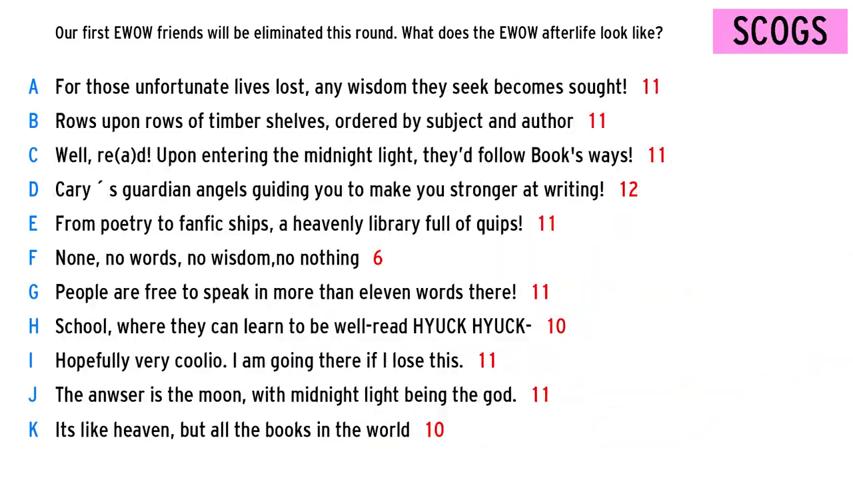 Our first EWOW friends will be eliminated this round. What does the EWOW afterlife look like?
SCOGS
A For those unfortunate lives lost, any wisdom they seek becomes sought! 11
B Rows upon rows of timber shelves, ordered by subject and author 11
C Well, re(a)d! Upon entering the midnight light, they'd follow Book's ways! 11
D Cary ´ s guardian angels guiding you to make you stronger at writing! 12
E From poetry to fanfic ships, a heavenly library full of quips! 11
F None, no words, no wisdom,no nothing 6
G People are free to speak in more than eleven words there! 11
H School, where they can learn to be well-read HYUCK HYUCK- 10
I Hopefully very coolio. I am going there if I lose this. 11
J The anwser is the moon, with midnight light being the god. 11
K Its like heaven, but all the books in the world 10